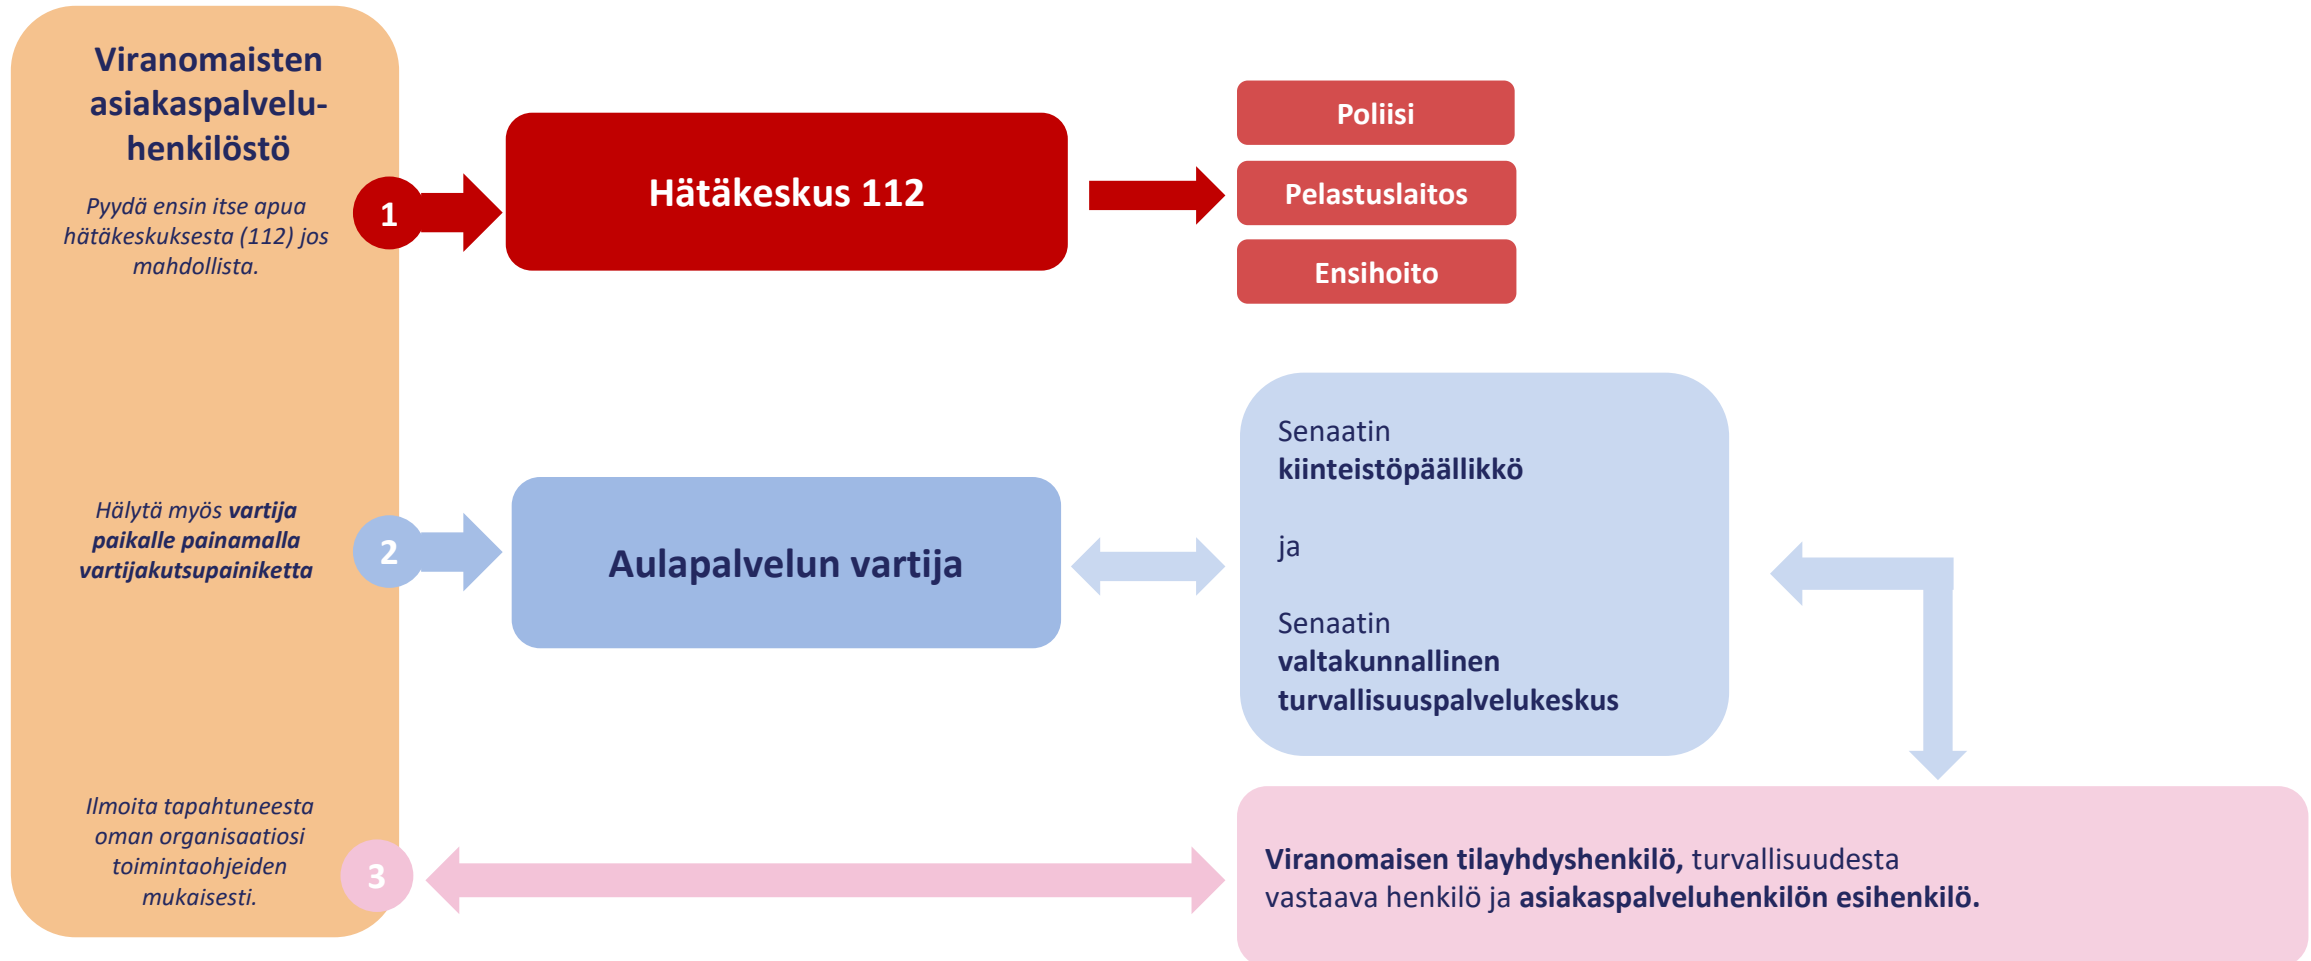 Viranomaisten
asiakaspalvelu-
henkilöstö
Pyydä ensin itse apua
hätäkeskuksesta (112) jos
mahdollista.
1
Hätäkeskus 112
Poliisi
Pelastuslaitos
Ensihoito
Hälytä myös vartija
paikalle painamalla
vartijakutsupainiketta
2
Aulapalvelun vartija
Senaatin
kiinteistöpäällikkö
ja
Senaatin
valtakunnallinen
turvallisuuspalvelukeskus
Ilmoita tapahtuneesta
oman organisaatiosi
toimintaohjeiden
mukaisesti.
3
Viranomaisen tilayhdyshenkilö, turvallisuudesta
vastaava henkilö ja asiakaspalveluhenkilön esihenkilö.